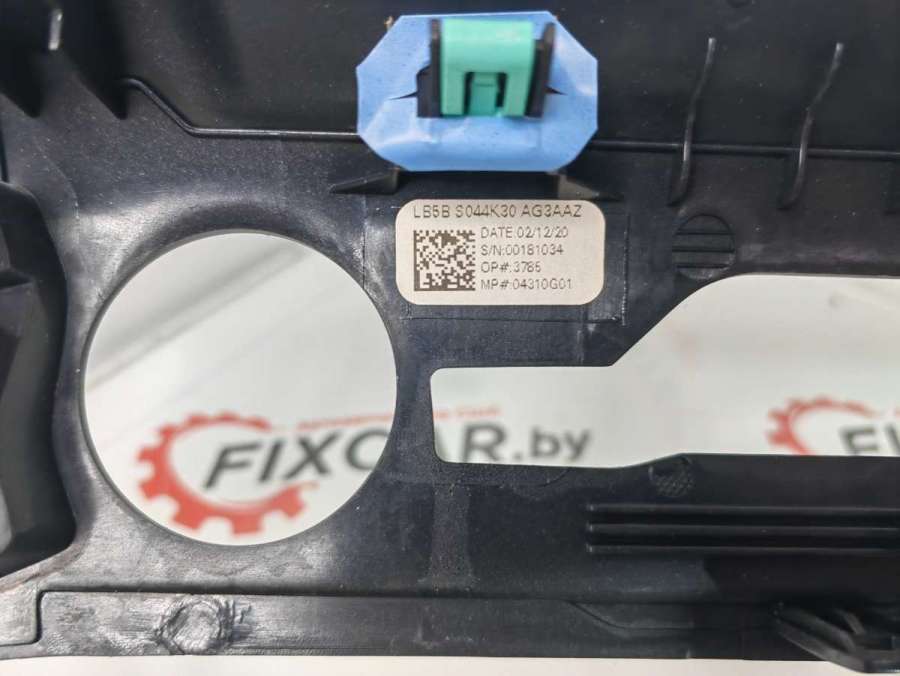 LB5B S044K30 AG3AAZ
DATE:02/12/20
S/N:00181034
OP#:3785
MP#:04310G01
FIXCAR.by